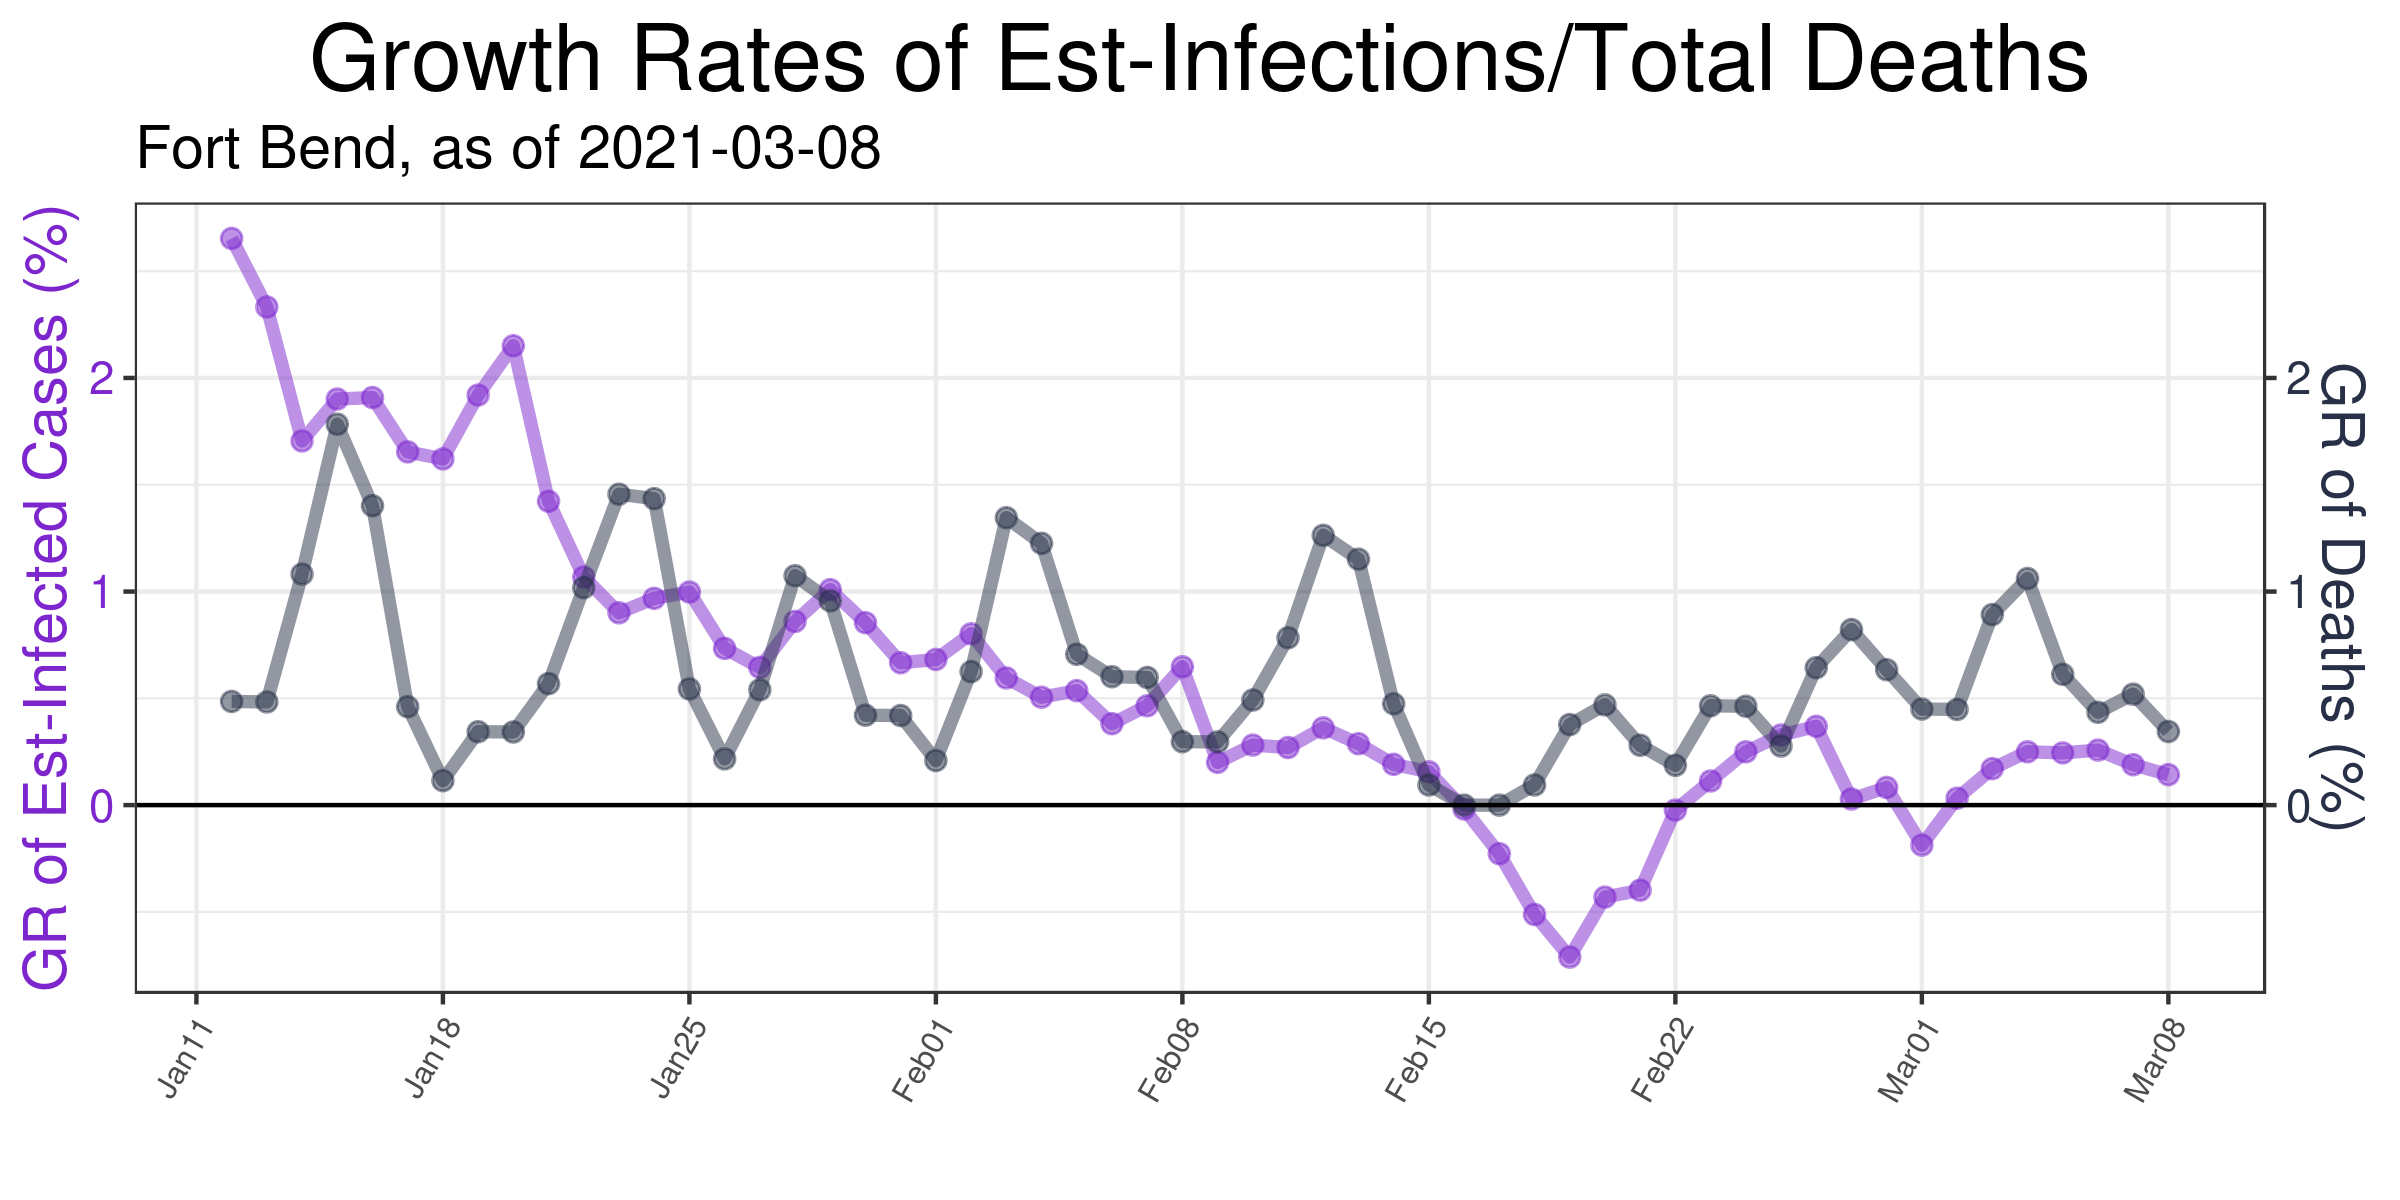 Growth Rates of Est-Infections/Total Deaths
Fort Bend, as of 2021-03-08
GR of Est-Infected Cases (%)
2
1
0
2
1
0
GR of Deaths (%)
Jan11
Jan18
Jan25
Feb01
Feb08
Feb15
Feb22
Mar01
Mar08